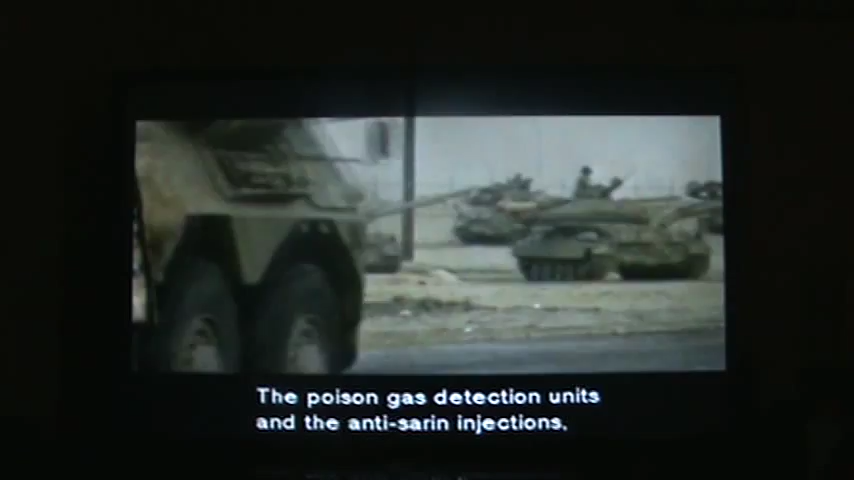 The poison gas detection units
and the anti-sarin injections.